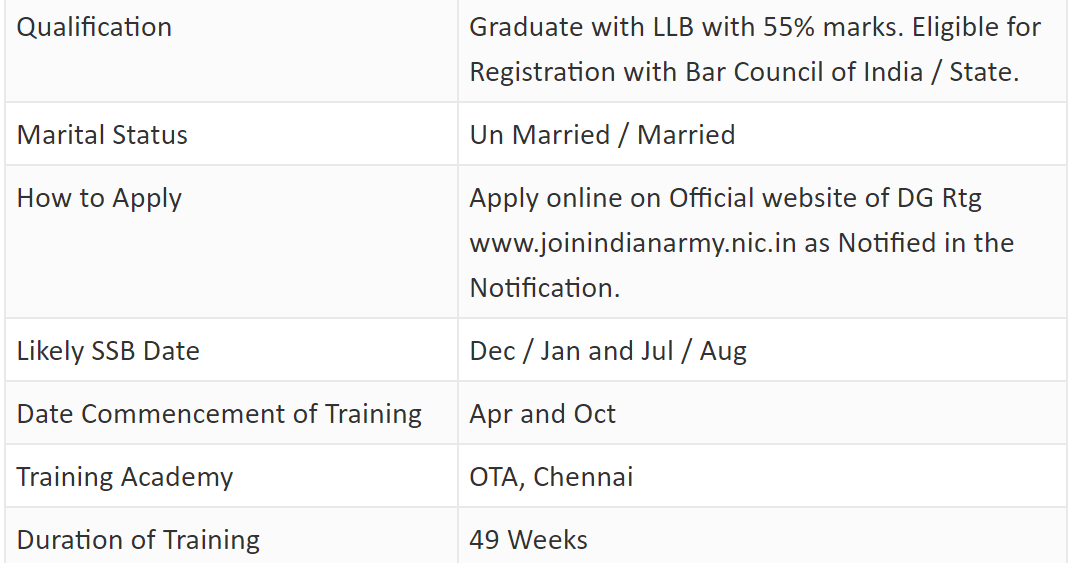 Qualification
Graduate with LLB with 55% marks. Eligible for
Registration with Bar Council of India / State.
Marital Status
Un Married / Married
How to Apply
Apply online on Official website of DG Rtg
www.joinindianarmy.nic.in as Notified in the
Notification.
Likely SSB Date
Dec / Jan and Jul / Aug
Date Commencement of Training
Apr and Oct
Training Academy
OTA, Chennai
Duration of Training
49 Weeks